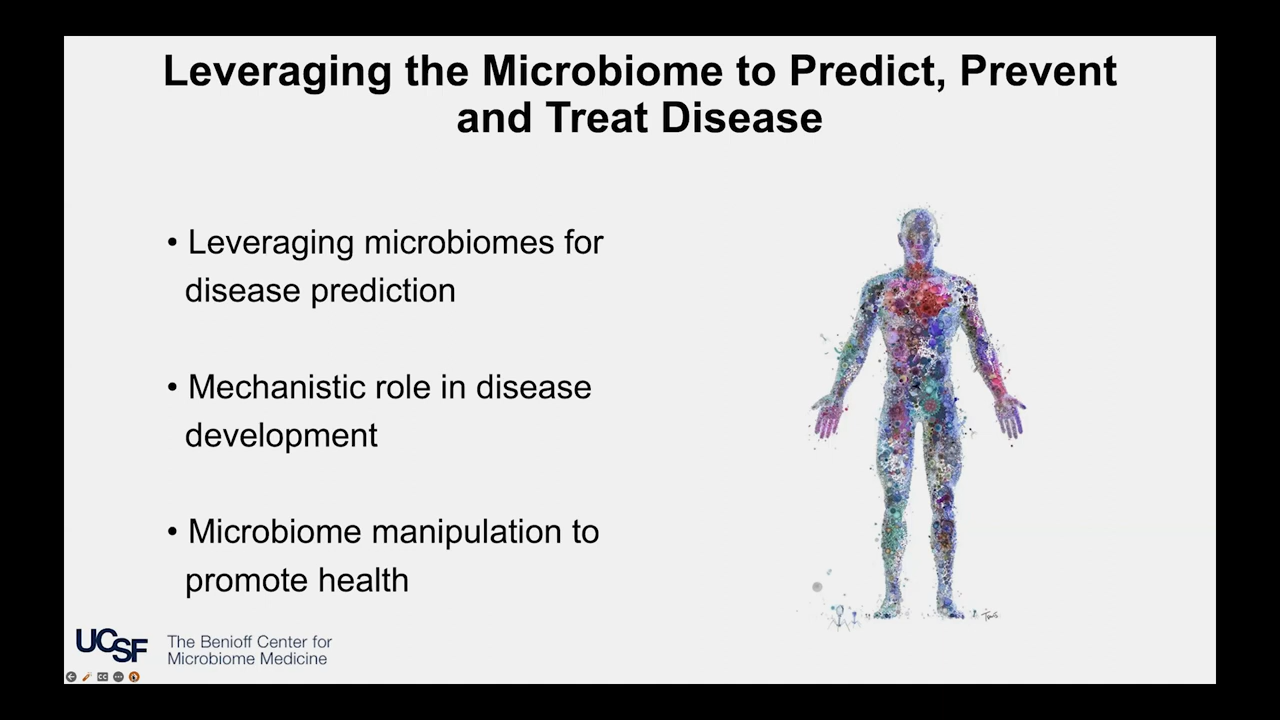 Leveraging the Microbiome to Predict, Prevent
and Treat Disease
• Leveraging microbiomes for
disease prediction
• Mechanistic role in disease
development
• Microbiome manipulation to
promote health
UCSF
The Benioff Center for
Microbiome Medicine
CC